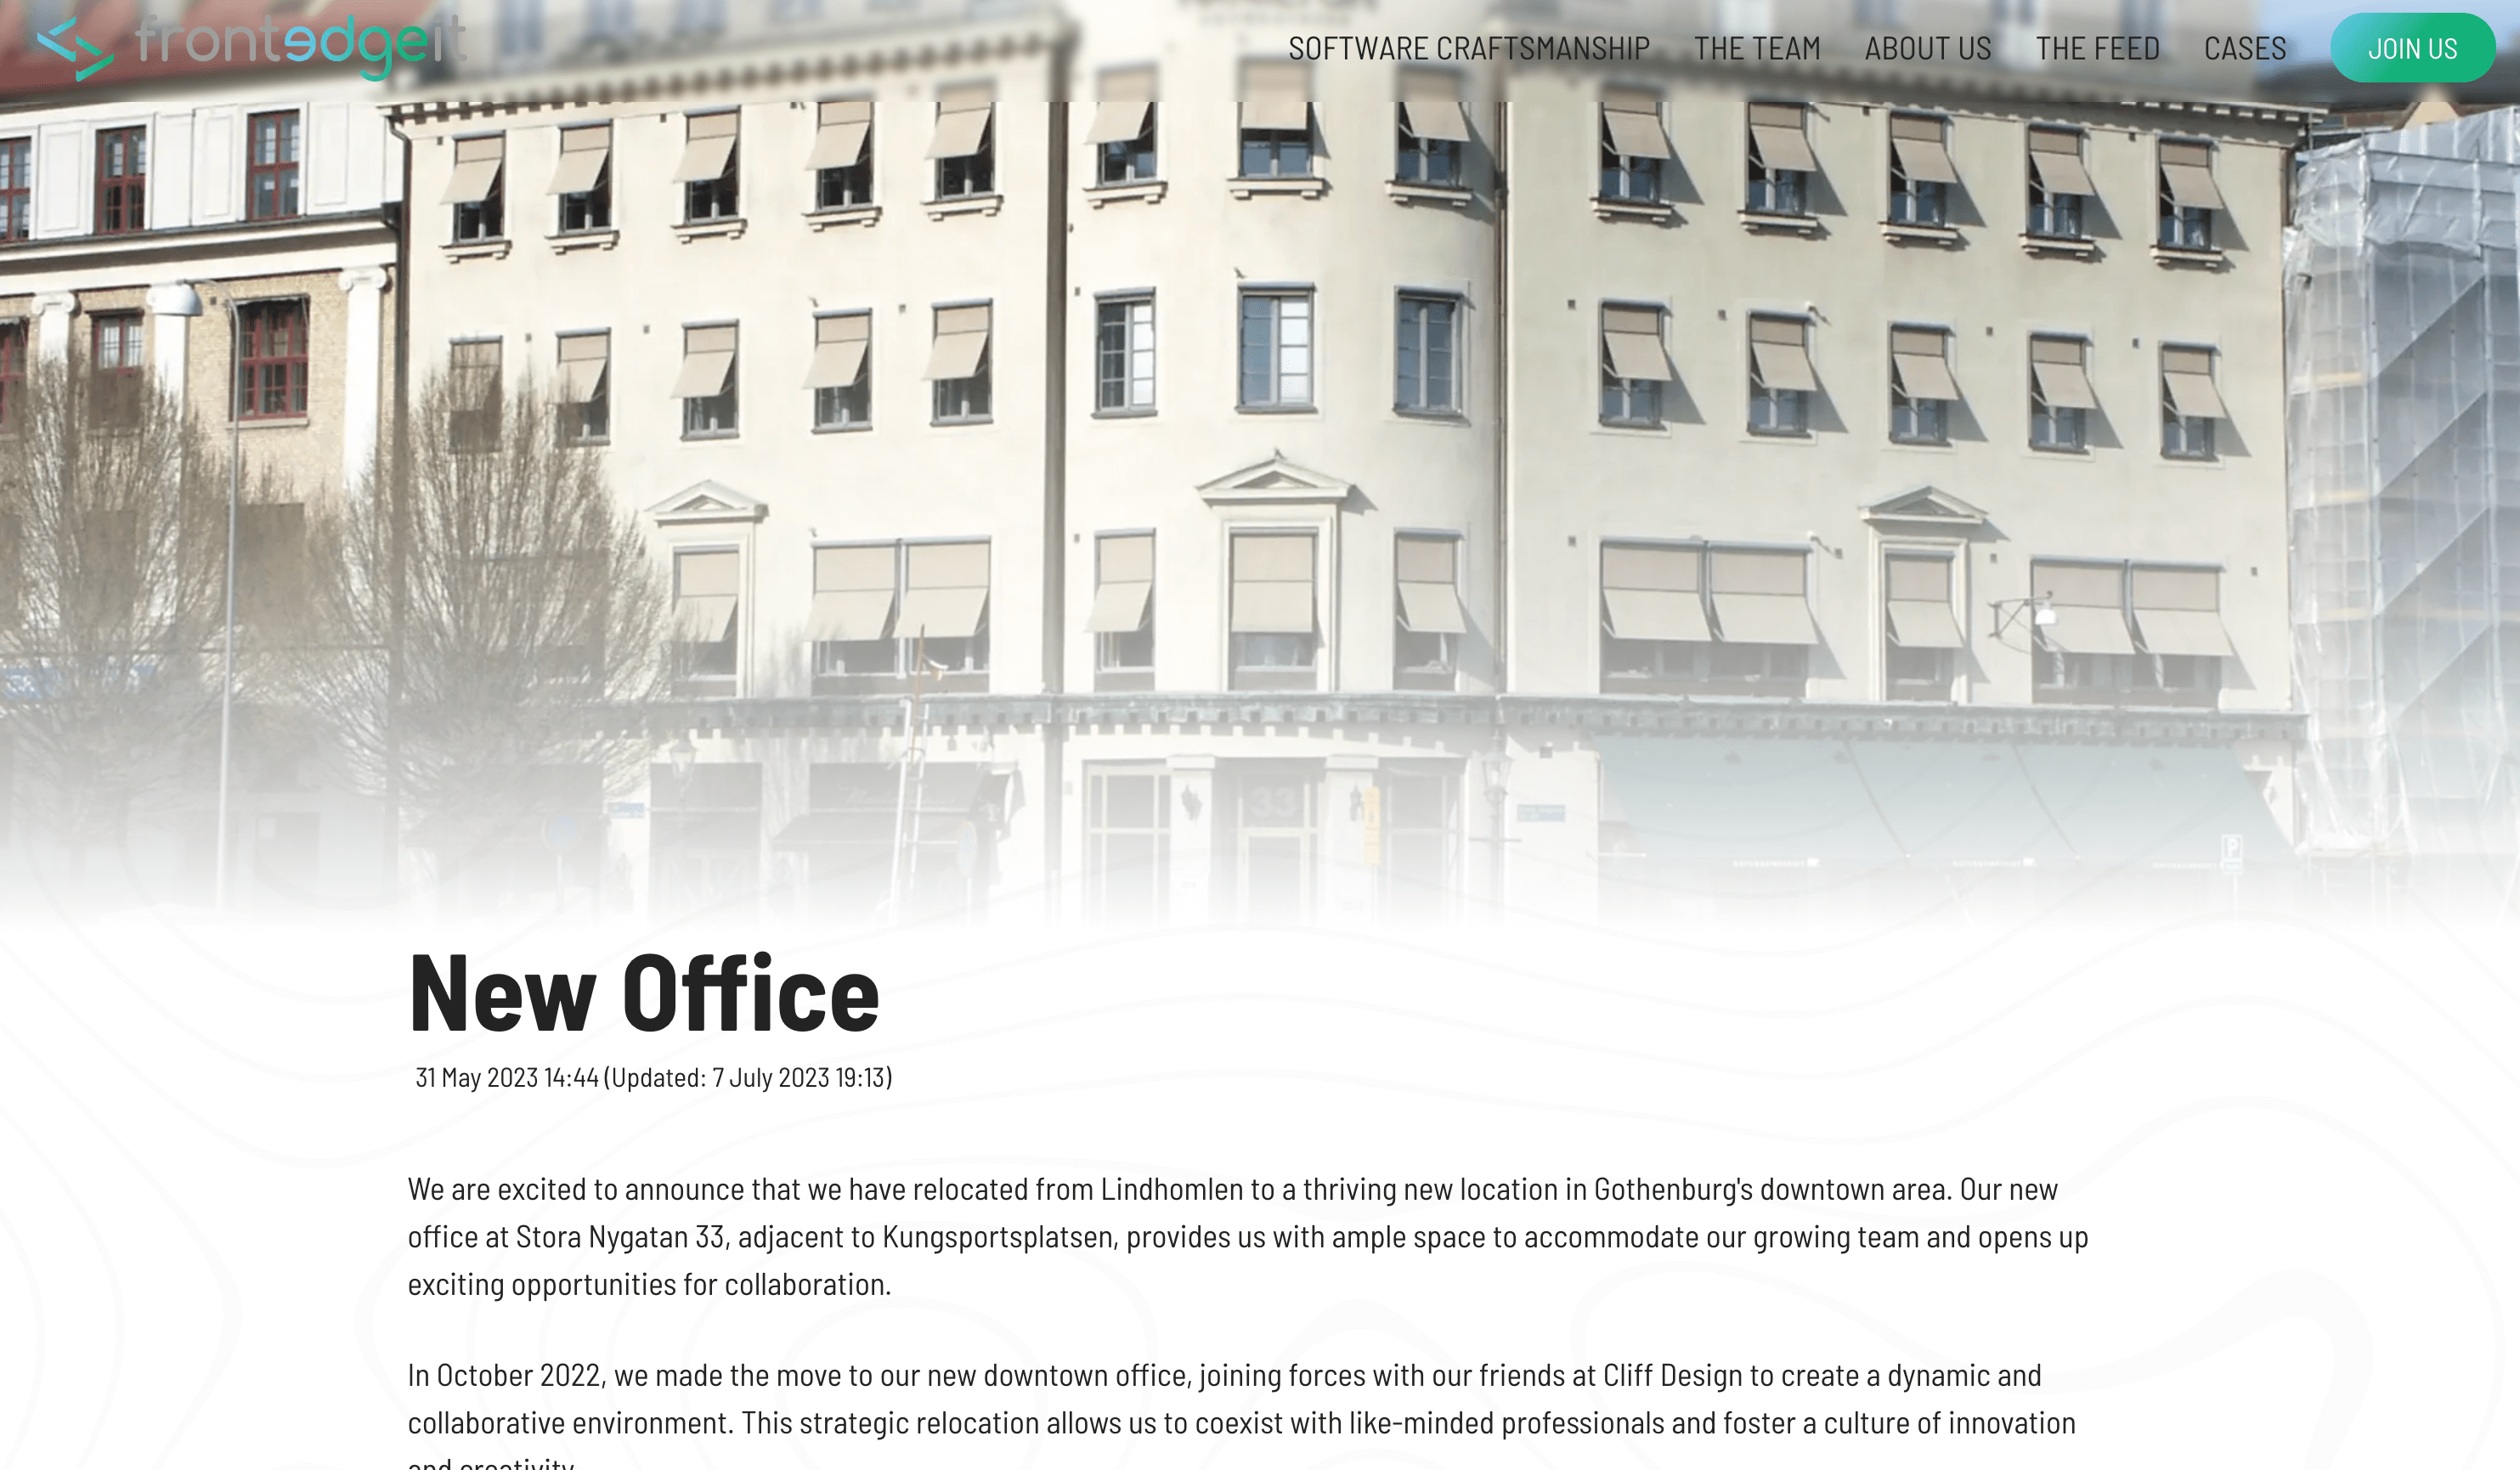 frontedgeit
SOFTWARE CRAFTSMANSHIP THE TEAM ABOUT US THE FEED CASES JOIN US
33
P
New Office
31 May 2023 14:44 (Updated: 7 July 2023 19:13)
We are excited to announce that we have relocated from Lindhomlen to a thriving new location in Gothenburg's downtown area. Our new
office at Stora Nygatan 33, adjacent to Kungsportsplatsen, provides us with ample space to accommodate our growing team and opens up
exciting opportunities for collaboration.
In October 2022, we made the move to our new downtown office, joining forces with our friends at Cliff Design to create a dynamic and
collaborative environment. This strategic relocation allows us to coexist with like-minded professionals and foster a culture of innovation
and creativity.